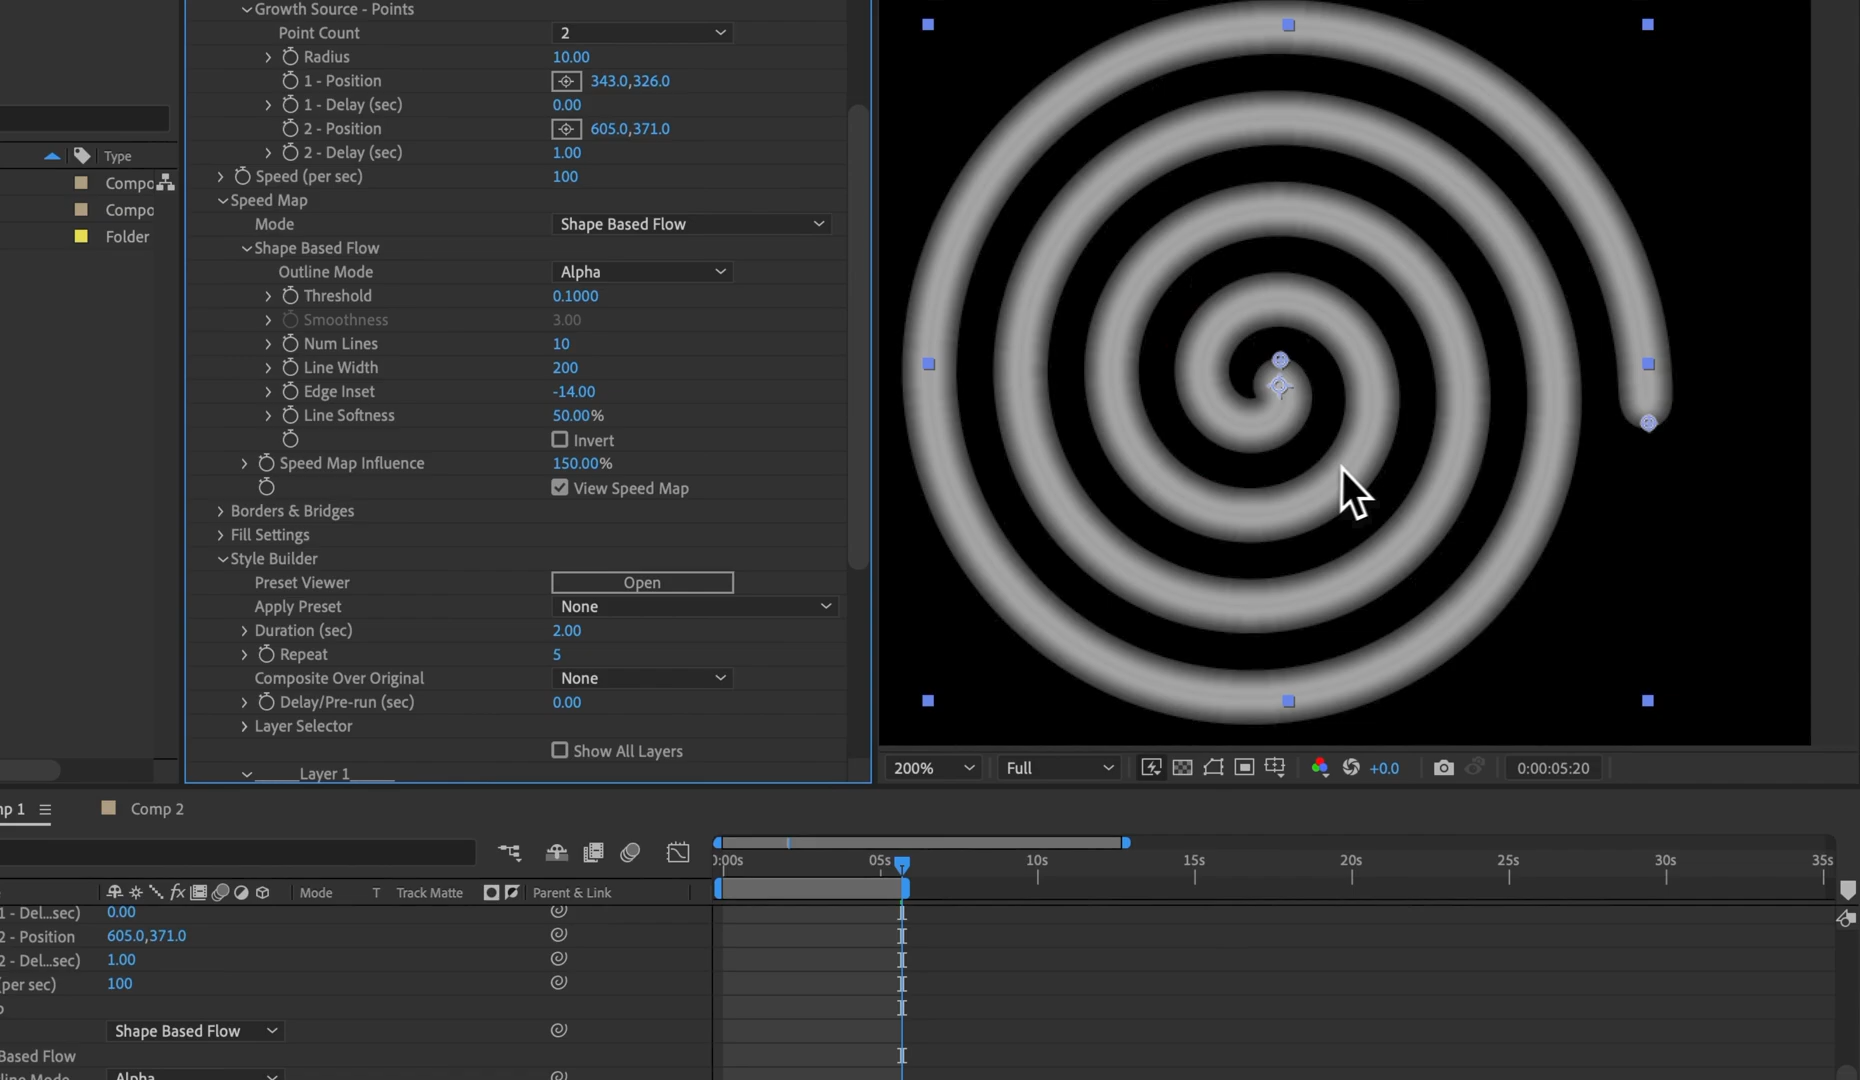 Growth Source - Points
Point Count 2
Radius 10.00
1 - Position 343.0,326.0
1 - Delay (sec) 0.00
2 - Position 605.0,371.0
2 - Delay (sec) 1.00
Speed (per sec) 100
Speed Map
Mode Shape Based Flow
Shape Based Flow
Outline Mode Alpha
Threshold 0.1000
Smoothness 3.00
Num Lines 10
Line Width 200
Edge Inset -14.00
Line Softness 50.00%
Invert
Speed Map Influence 150.00%
View Speed Map
Borders & Bridges
Fill Settings
Style Builder
Preset Viewer Open
Apply Preset None
Duration (sec) 2.00
Repeat 5
Composite Over Original None
Delay/Pre-run (sec) 0.00
Layer Selector
Show All Layers
Layer 1
Type
Compo
Compo
Folder
200% Full +0.0 0:00:05:20
mp 1 Comp 2
0:00s 05s 10s 15s 20s 25s 30s 35s
fx Mode T Track Matte Parent & Link
1 - Del...sec) 0.00
2 - Position 605.0,371.0
2 - Del...sec) 1.00
per sec) 100
Shape Based Flow
Based Flow
line Mode Alpha